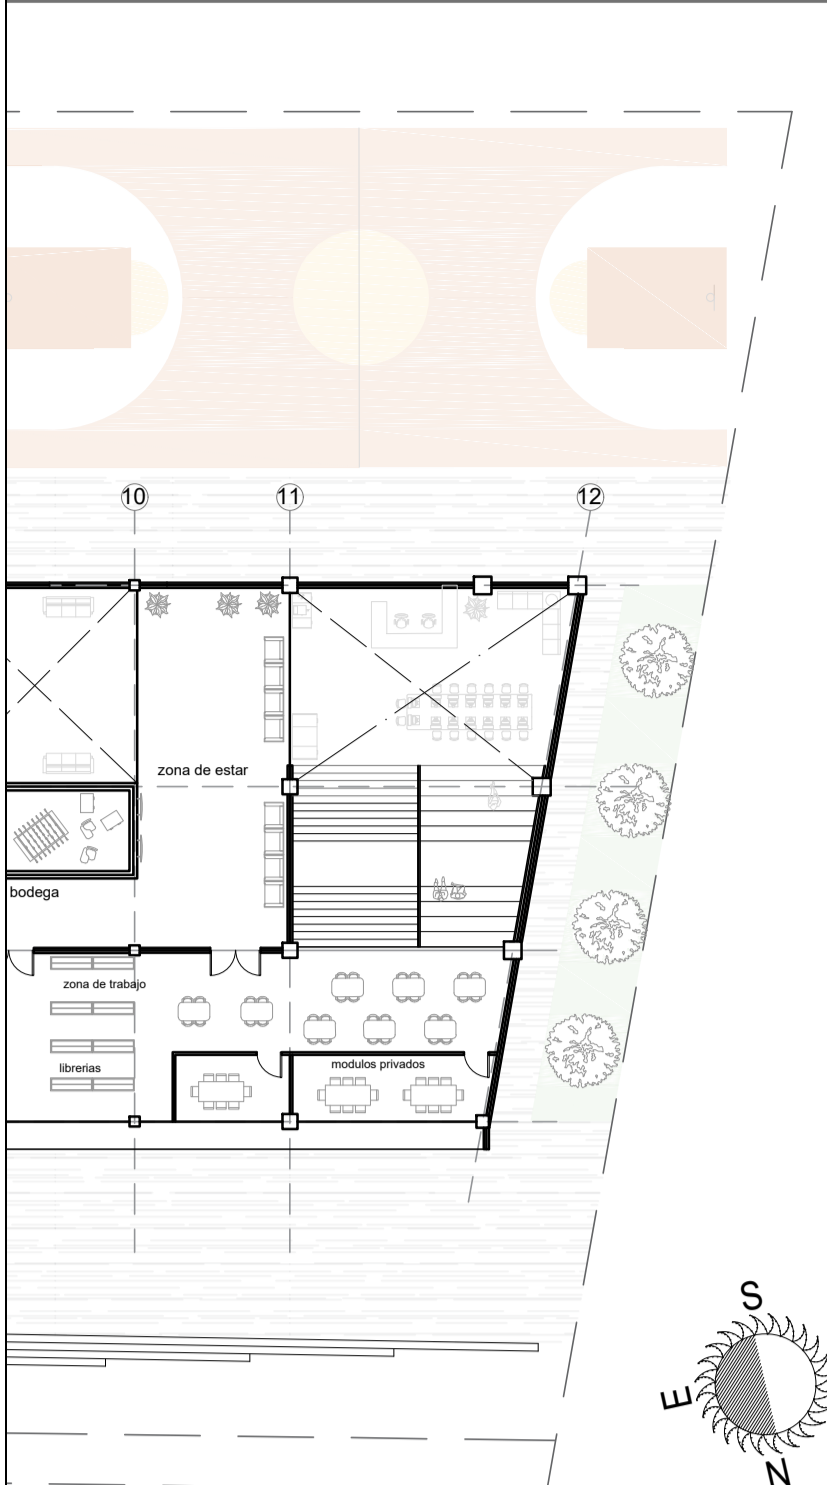 10
11
12
zona de estar
bodega
zona de trabajo
librerias
modulos privados
S
E
N